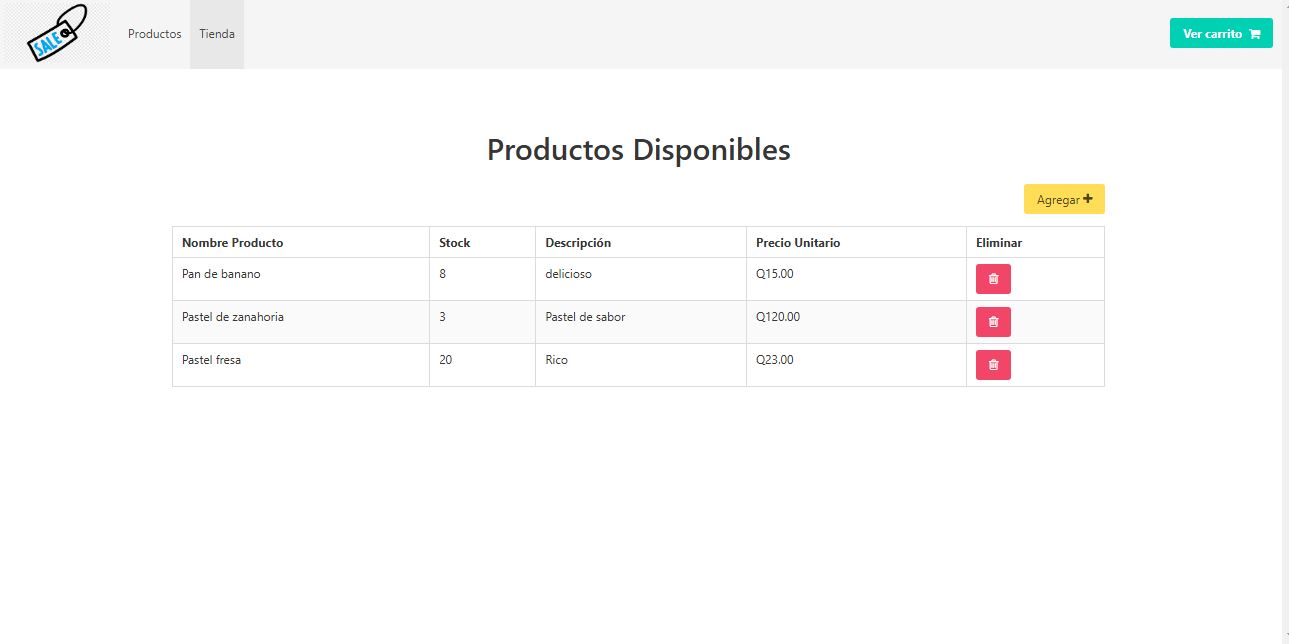 SALE
Productos Tienda Ver carrito
Productos Disponibles
Agregar
Nombre Producto Stock Descripción Precio Unitario Eliminar
Pan de banano 8 delicioso Q15.00
Pastel de zanahoria 3 Pastel de sabor Q120.00
Pastel fresa 20 Rico Q23.00